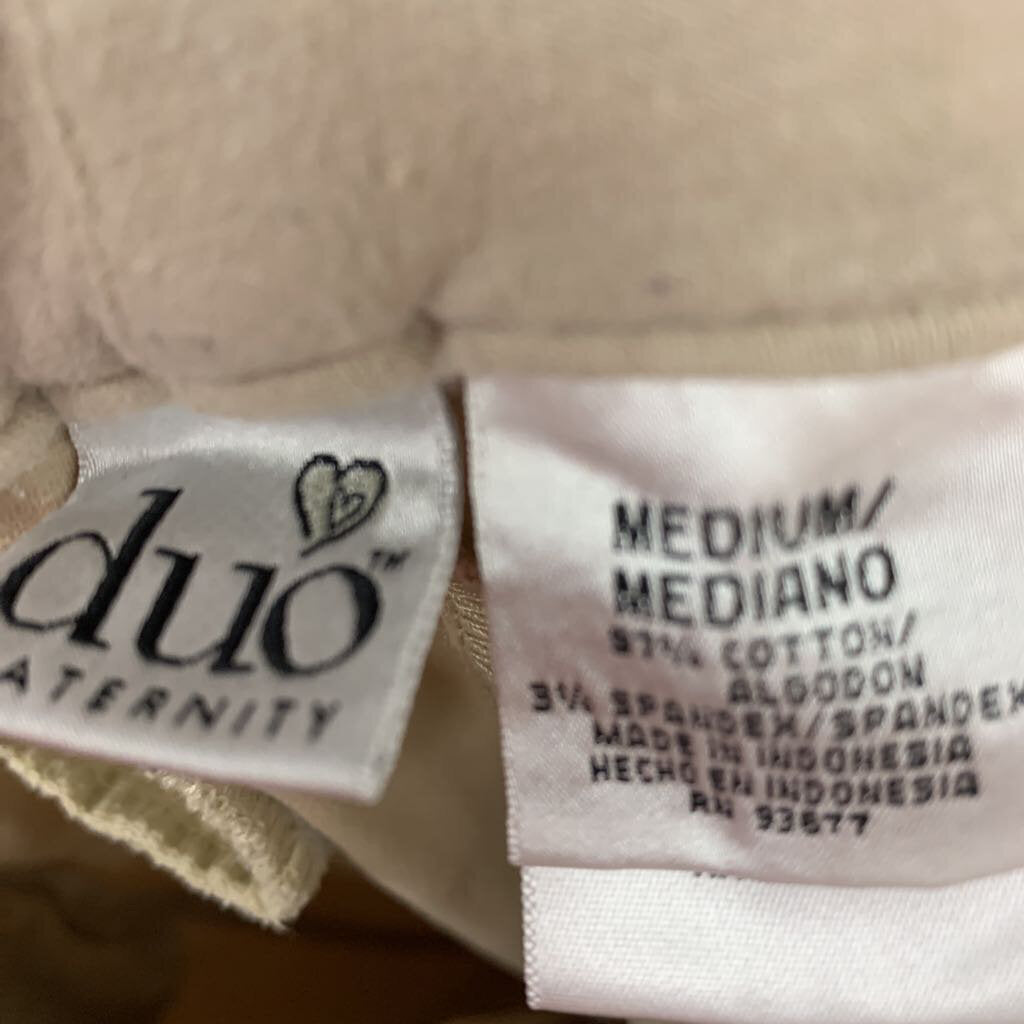 duo™
ATERNITY
MEDIUM/
MEDIANO
97% COTTON/
ALGODON
3% SPANDEX/SPANDEX
MADE IN INDONESIA
HECHO EN INDONESIA
RN 93677